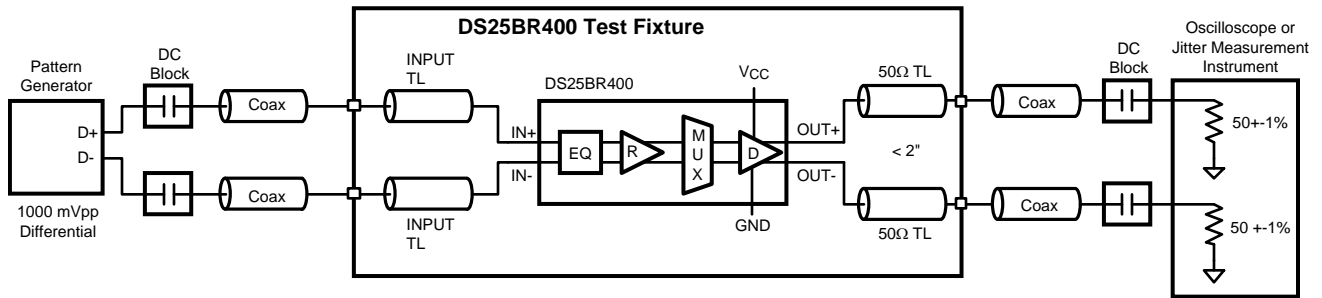 DS25BR400 Test Fixture
Pattern
Generator
D+
D-
1000 mVpp
Differential
DC
Block
Coax
Coax
INPUT
TL
INPUT
TL
DS25BR400
IN+
IN-
EQ
R
M
U
X
D
VCC
GND
OUT+
OUT-
50Ω TL
< 2"
50Ω TL
Coax
Coax
DC
Block
Oscilloscope or
Jitter Measurement
Instrument
50+-1%
50 +-1%